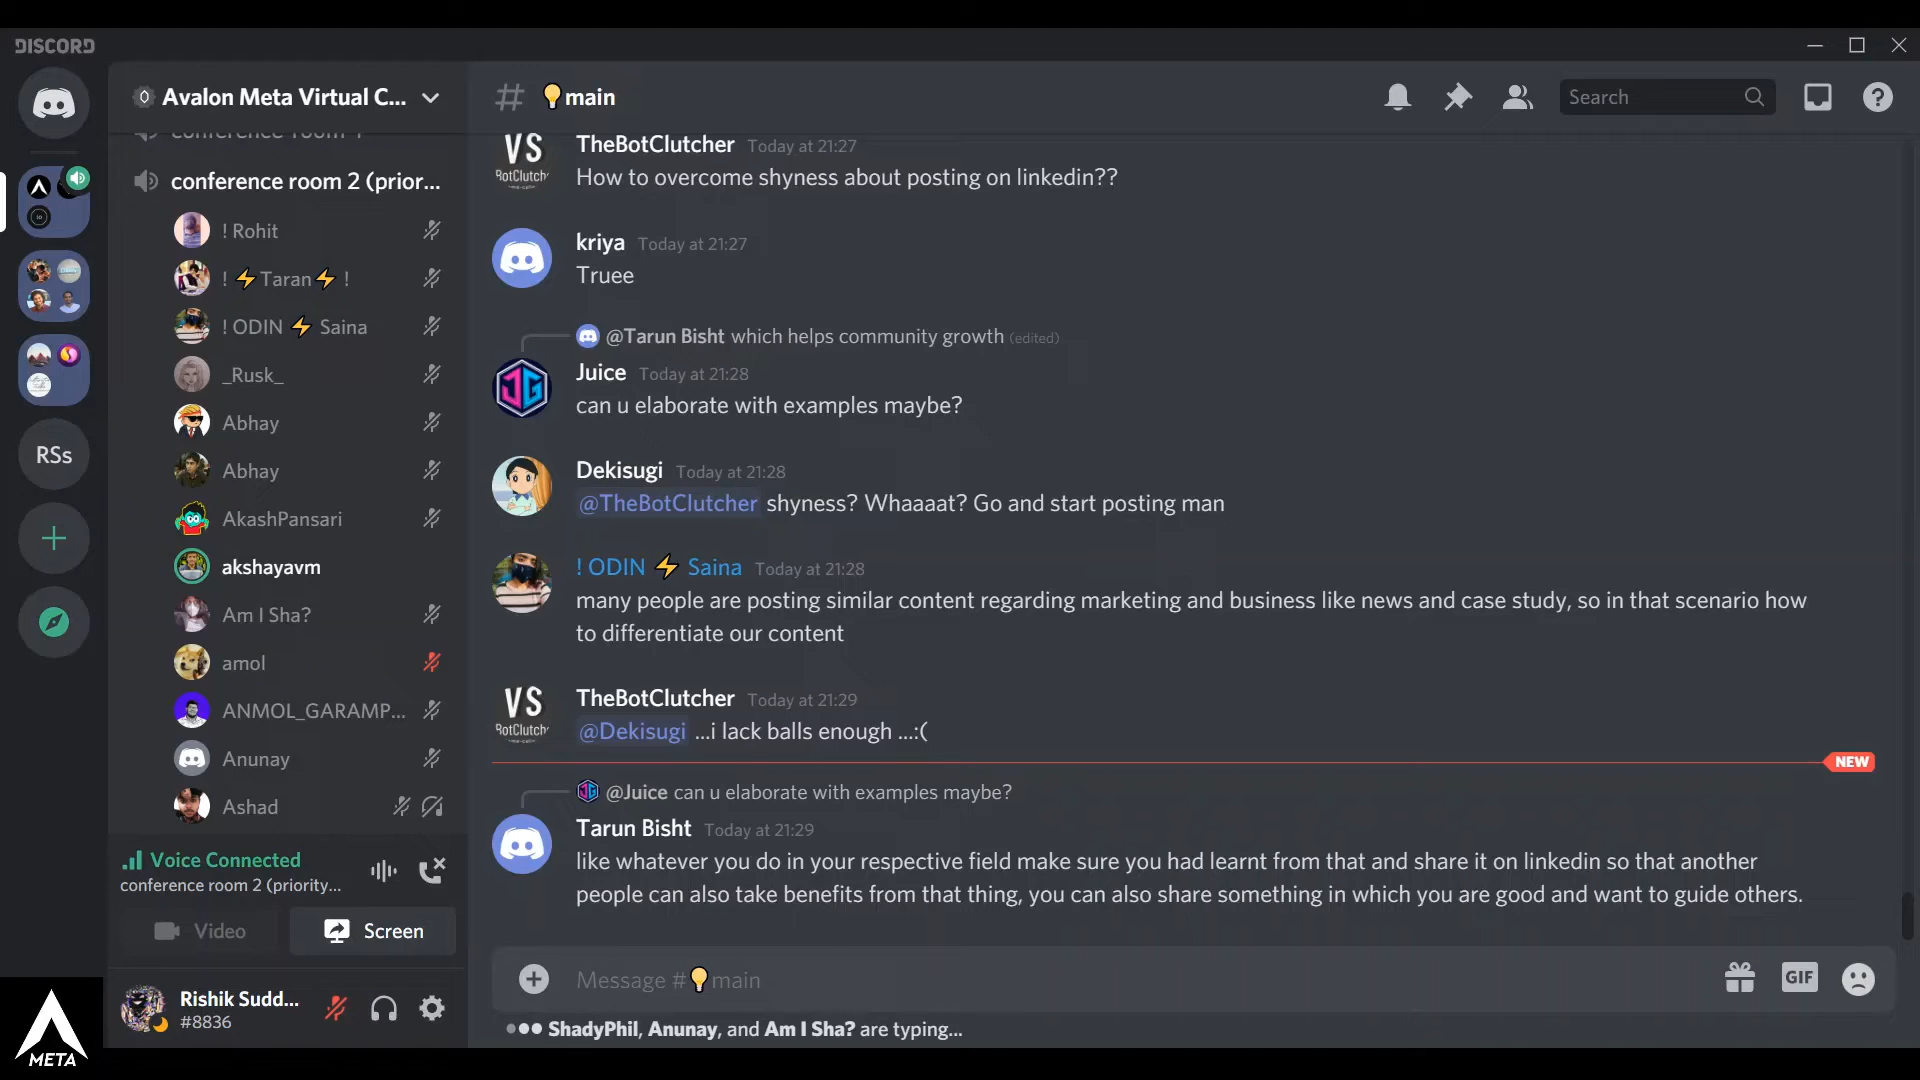 DISCORD
Avalon Meta Virtual C...
# 💡main
Search
conference room 1
conference room 2 (prior...
! Rohit
! ⚡Taran⚡ !
! ODIN ⚡ Saina
_Rusk_
Abhay
Abhay
AkashPansari
akshayavm
Am I Sha?
amol
ANMOL_GARAMP...
Anunay
Ashad
RSs
Voice Connected
conference room 2 (priority...
Video
Screen
Rishik Sudd...
#8836
META
VS
BotClutch
TheBotClutcher Today at 21:27
How to overcome shyness about posting on linkedin??
kriya Today at 21:27
Truee
@Tarun Bisht which helps community growth (edited)
JG
Juice Today at 21:28
can u elaborate with examples maybe?
Dekisugi Today at 21:28
@TheBotClutcher shyness? Whaaaat? Go and start posting man
! ODIN ⚡ Saina Today at 21:28
many people are posting similar content regarding marketing and business like news and case study, so in that scenario how
to differentiate our content
VS
BotClutch
TheBotClutcher Today at 21:29
@Dekisugi ...i lack balls enough ...:(
NEW
@Juice can u elaborate with examples maybe?
Tarun Bisht Today at 21:29
like whatever you do in your respective field make sure you had learnt from that and share it on linkedin so that another
people can also take benefits from that thing, you can also share something in which you are good and want to guide others.
Message #💡main
GIF
ShadyPhil, Anunay, and Am I Sha? are typing...